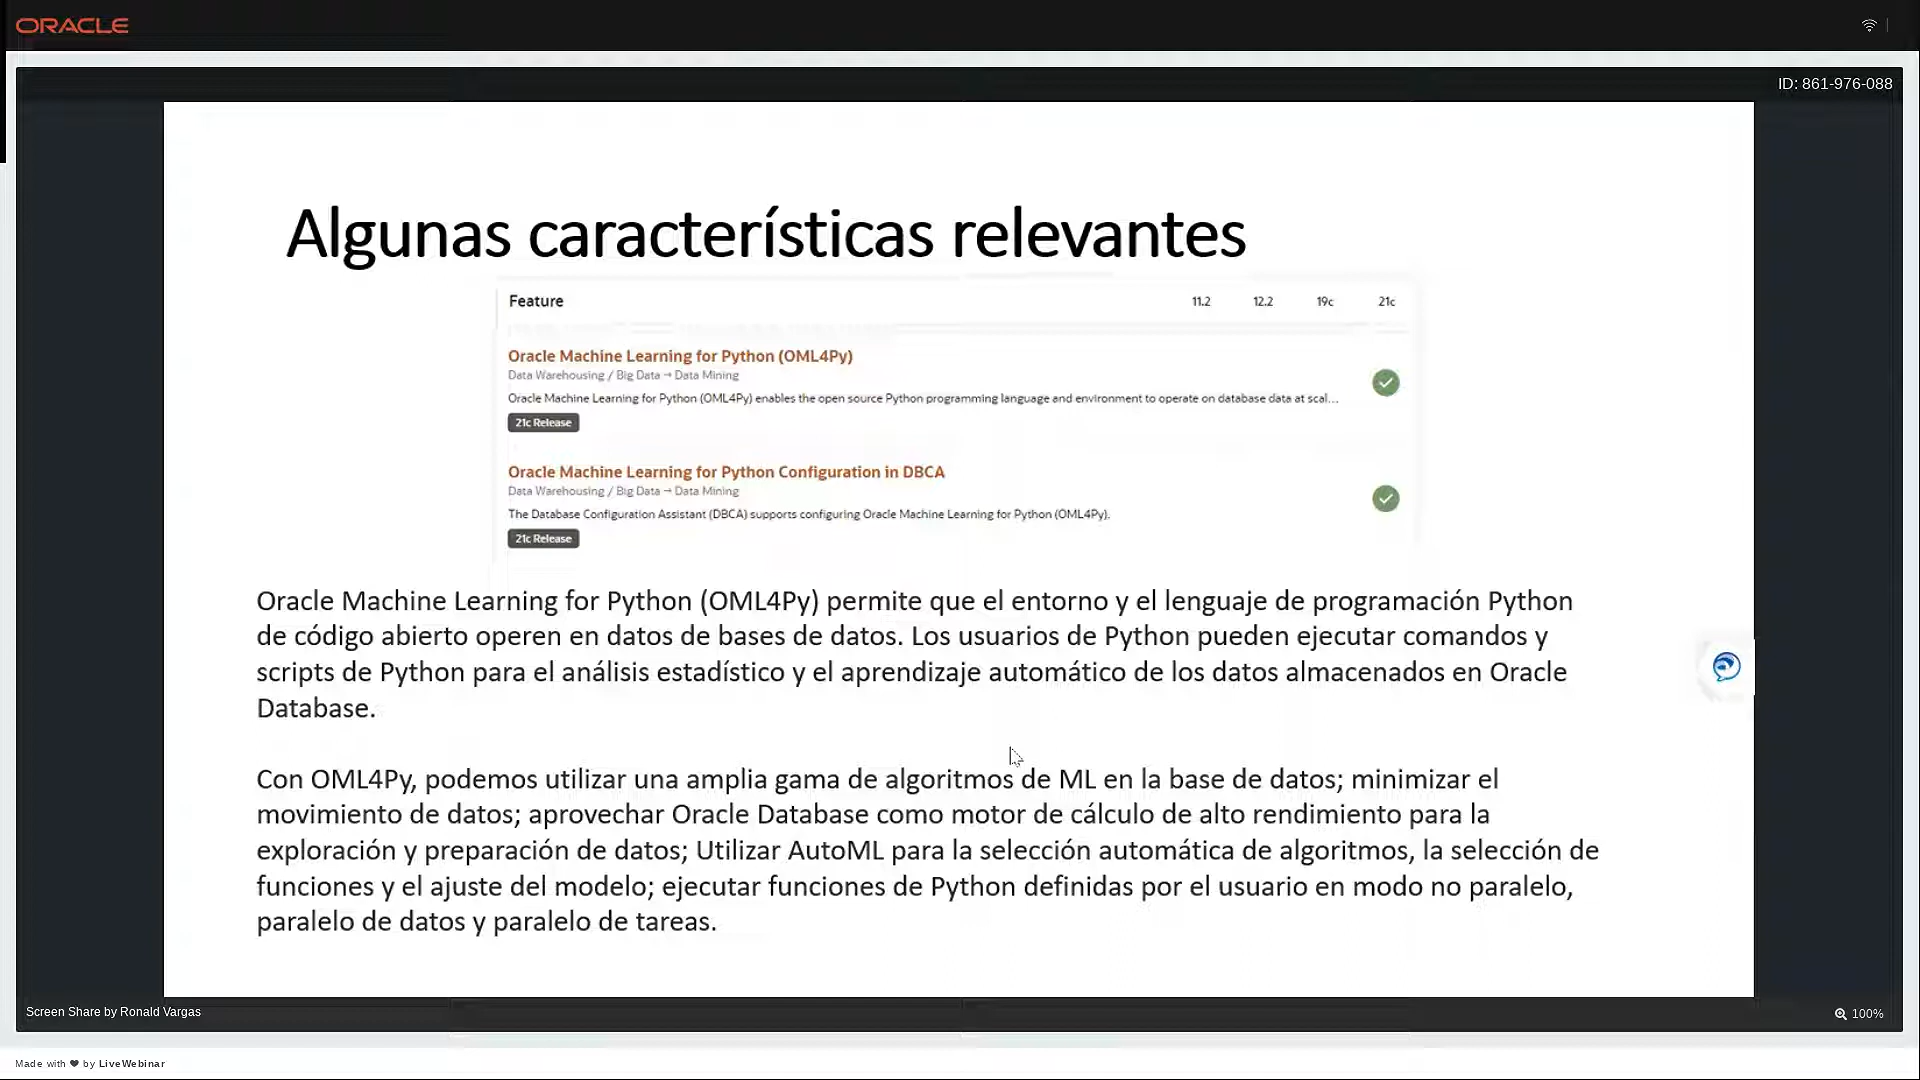 ORACLE
ID: 861-976-088
Algunas características relevantes
Feature 11.2 12.2 19c 21c
Oracle Machine Learning for Python (OML4Py)
Data Warehousing / Big Data → Data Mining
Oracle Machine Learning for Python (OML4Py) enables the open source Python programming language and environment to operate on database data at scal...
21c Release
Oracle Machine Learning for Python Configuration in DBCA
Data Warehousing / Big Data → Data Mining
The Database Configuration Assistant (DBCA) supports configuring Oracle Machine Learning for Python (OML4Py).
21c Release
Oracle Machine Learning for Python (OML4Py) permite que el entorno y el lenguaje de programación Python
de código abierto operen en datos de bases de datos. Los usuarios de Python pueden ejecutar comandos y
scripts de Python para el análisis estadístico y el aprendizaje automático de los datos almacenados en Oracle
Database.
Con OML4Py, podemos utilizar una amplia gama de algoritmos de ML en la base de datos; minimizar el
movimiento de datos; aprovechar Oracle Database como motor de cálculo de alto rendimiento para la
exploración y preparación de datos; Utilizar AutoML para la selección automática de algoritmos, la selección de
funciones y el ajuste del modelo; ejecutar funciones de Python definidas por el usuario en modo no paralelo,
paralelo de datos y paralelo de tareas.
Screen Share by Ronald Vargas
100%
Made with ❤ by LiveWebinar